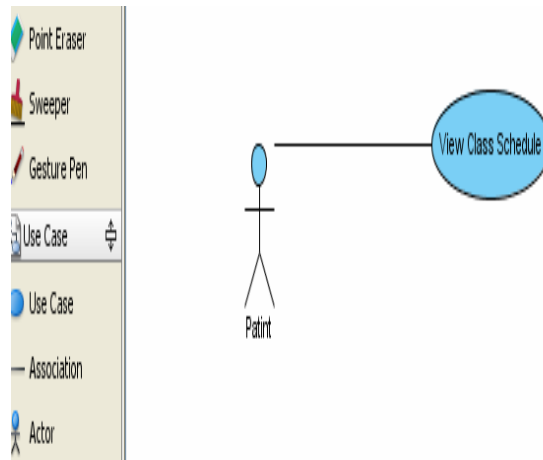 Point Eraser
Sweeper
Gesture Pen
Use Case
Use Case
Association
Actor
View Class Schedule
Patint